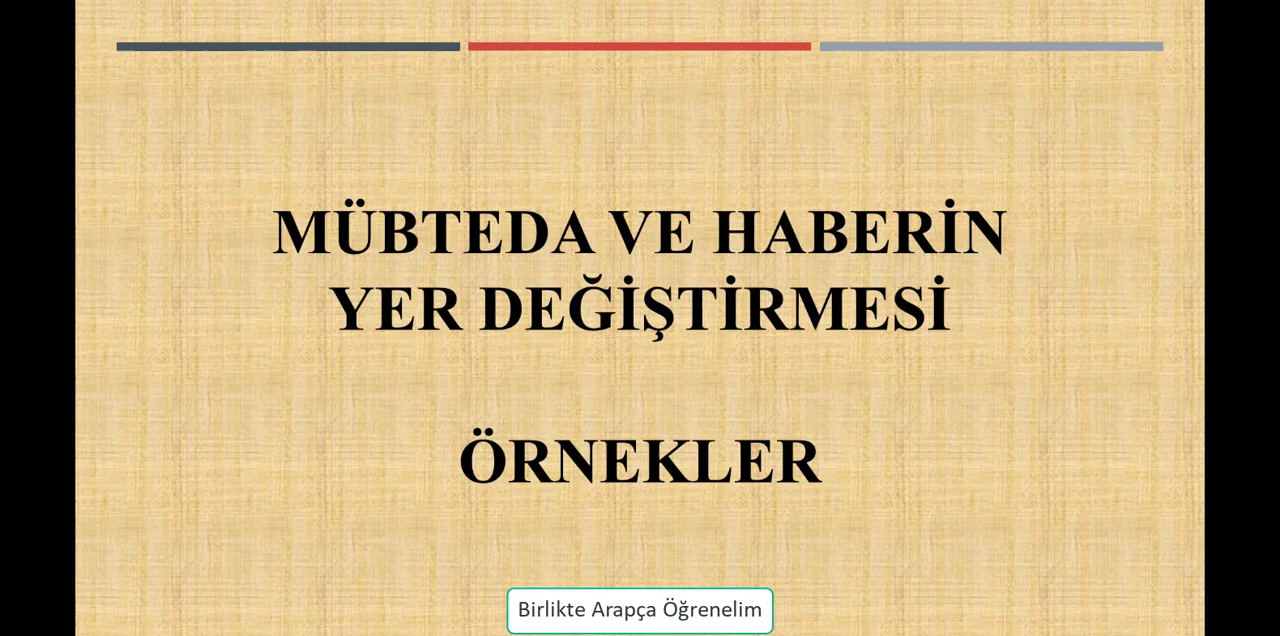 MÜBTEDA VE HABERİN
YER DEĞİŞTİRMESİ
ÖRNEKLER
Birlikte Arapça Öğrenelim